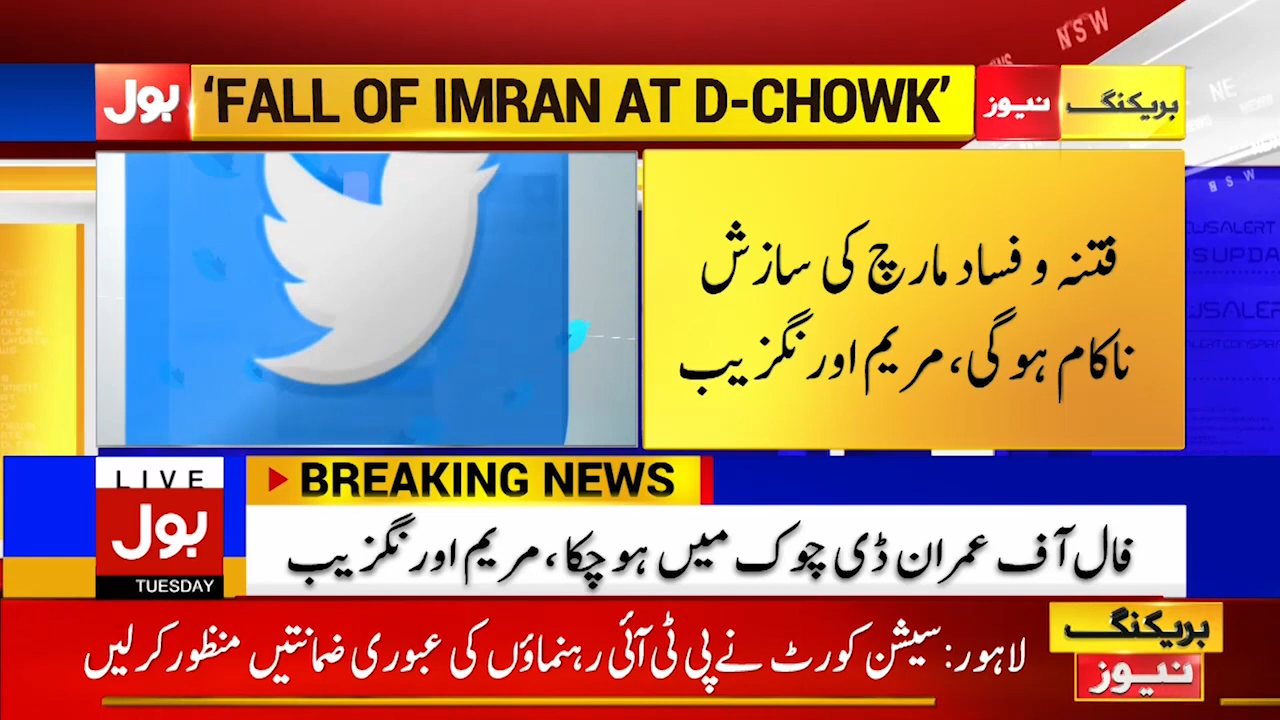 بول
‘FALL OF IMRAN AT D-CHOWK’
نیوز
بریکنگ
فتنہ و فساد مارچ کی سازش
ناکام ہوگی، مریم اورنگزیب
LIVE
بول
TUESDAY
BREAKING NEWS
فال آف عمران ڈی چوک میں ہوچکا، مریم اورنگزیب
لاہور: سیشن کورٹ نے پی ٹی آئی رہنماؤں کی عبوری ضمانتیں منظور کرلیں
بریکنگ
نیوز